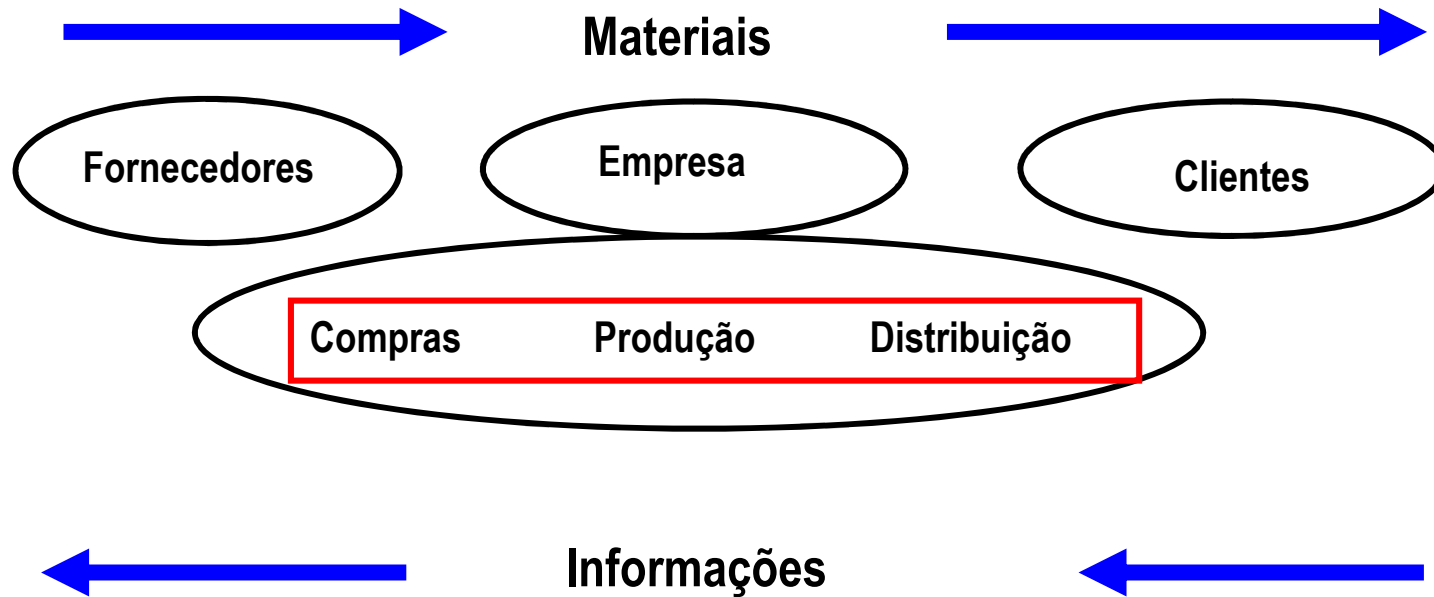 Materiais
Fornecedores
Empresa
Clientes
Compras Produção Distribuição
Informações